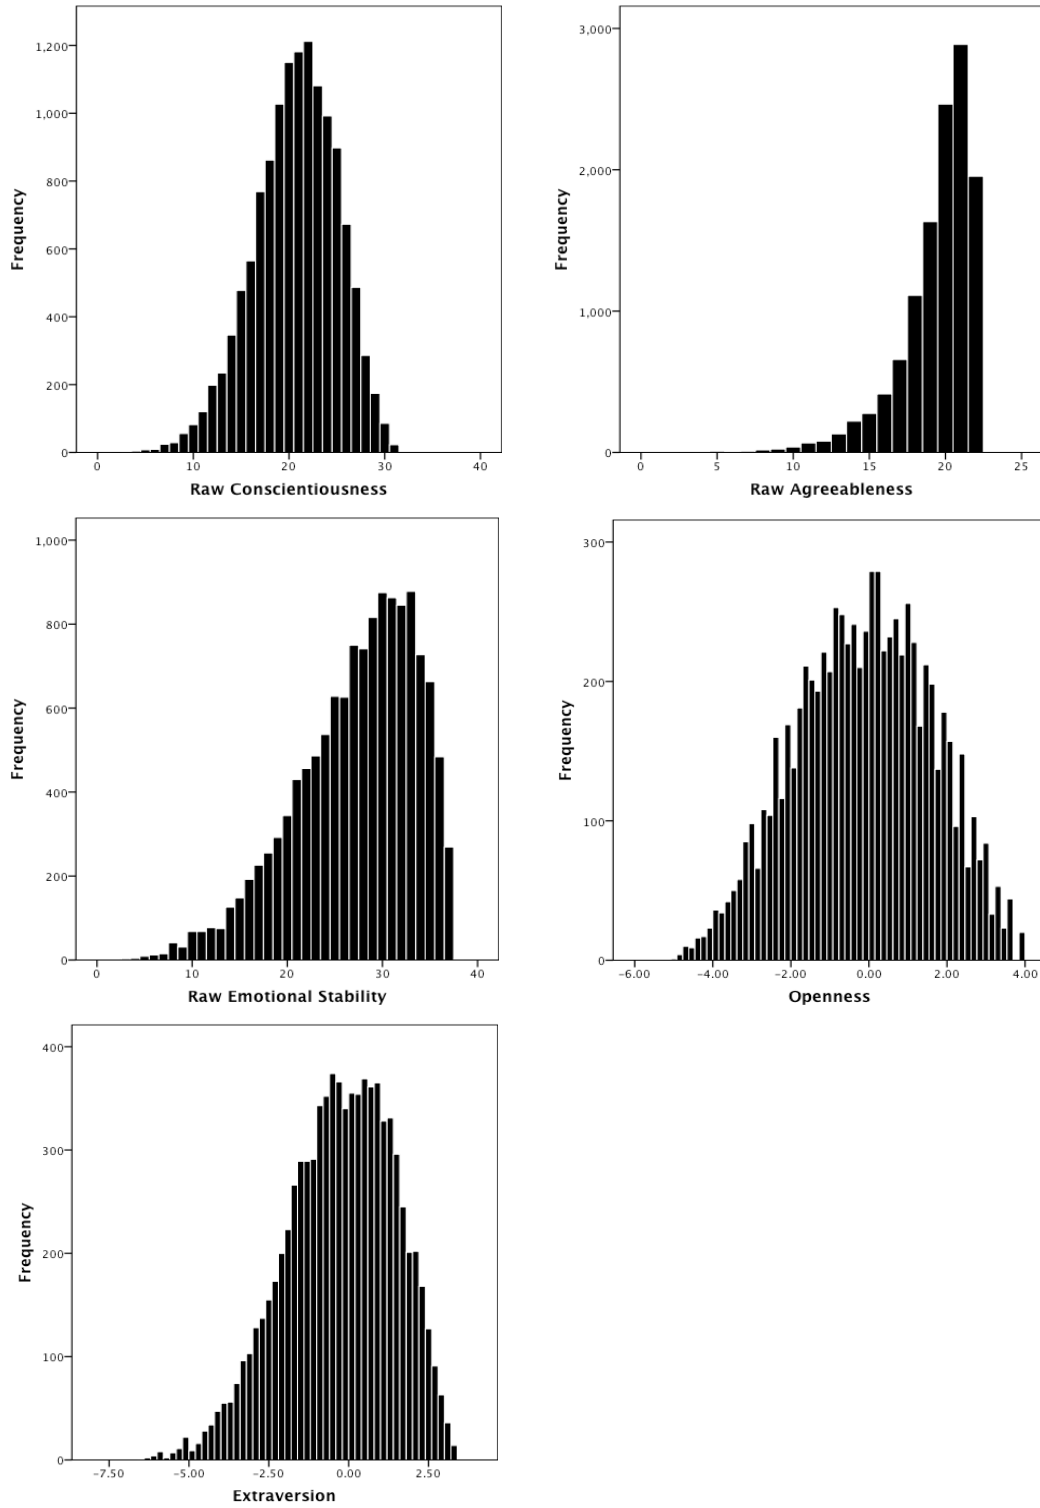 1,200
1,000
800
600
400
200
0
Frequency
0 10 20 30 40
Raw Conscientiousness
3,000
2,000
1,000
0
Frequency
0 5 10 15 20 25
Raw Agreeableness
1,000
800
600
400
200
0
Frequency
0 10 20 30 40
Raw Emotional Stability
300
200
100
0
Frequency
-6.00 -4.00 -2.00 0.00 2.00 4.00
Openness
400
300
200
100
0
Frequency
-7.50 -5.00 -2.50 0.00 2.50
Extraversion